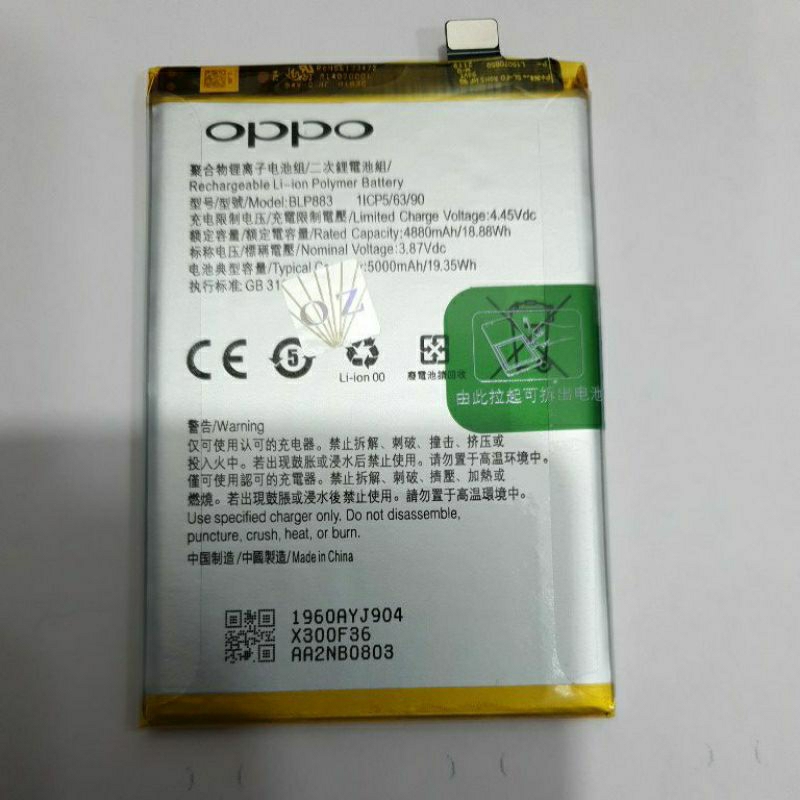 oppo
聚合物锂离子电池组/二次鋰電池組/
Rechargeable Li-ion Polymer Battery
型号/型號/Model:BLP883 1ICP5/63/90
充电限制电压/充電限制電壓/Limited Charge Voltage:4.45Vdc
额定容量/額定電容量/Rated Capacity:4880mAh/18.88Wh
标称电压/標稱電壓/Nominal Voltage:3.87Vdc
电池典型容量/Typical 5000mAh/19.35Wh
执行标准: GB
OZ
CE
5
Li-ion 00
廢電池請回收
由此拉起可拆出电池
警告/Warning
仅可使用认可的充电器。禁止拆解、刺破、撞击、挤压或
投入火中。若出现鼓胀或浸水后禁止使用。请勿置于高温环境中。
僅可使用認可的充電器。禁止拆解、刺破、擠壓、加熱或
燃燒。若出現鼓脹或浸水後禁止使用。請勿置于高溫環境中。
Use specified charger only. Do not disassemble,
puncture, crush, heat, or burn.
中国制造/中國製造/Made in China
1960AYJ904
X300F36
AA2NB0803